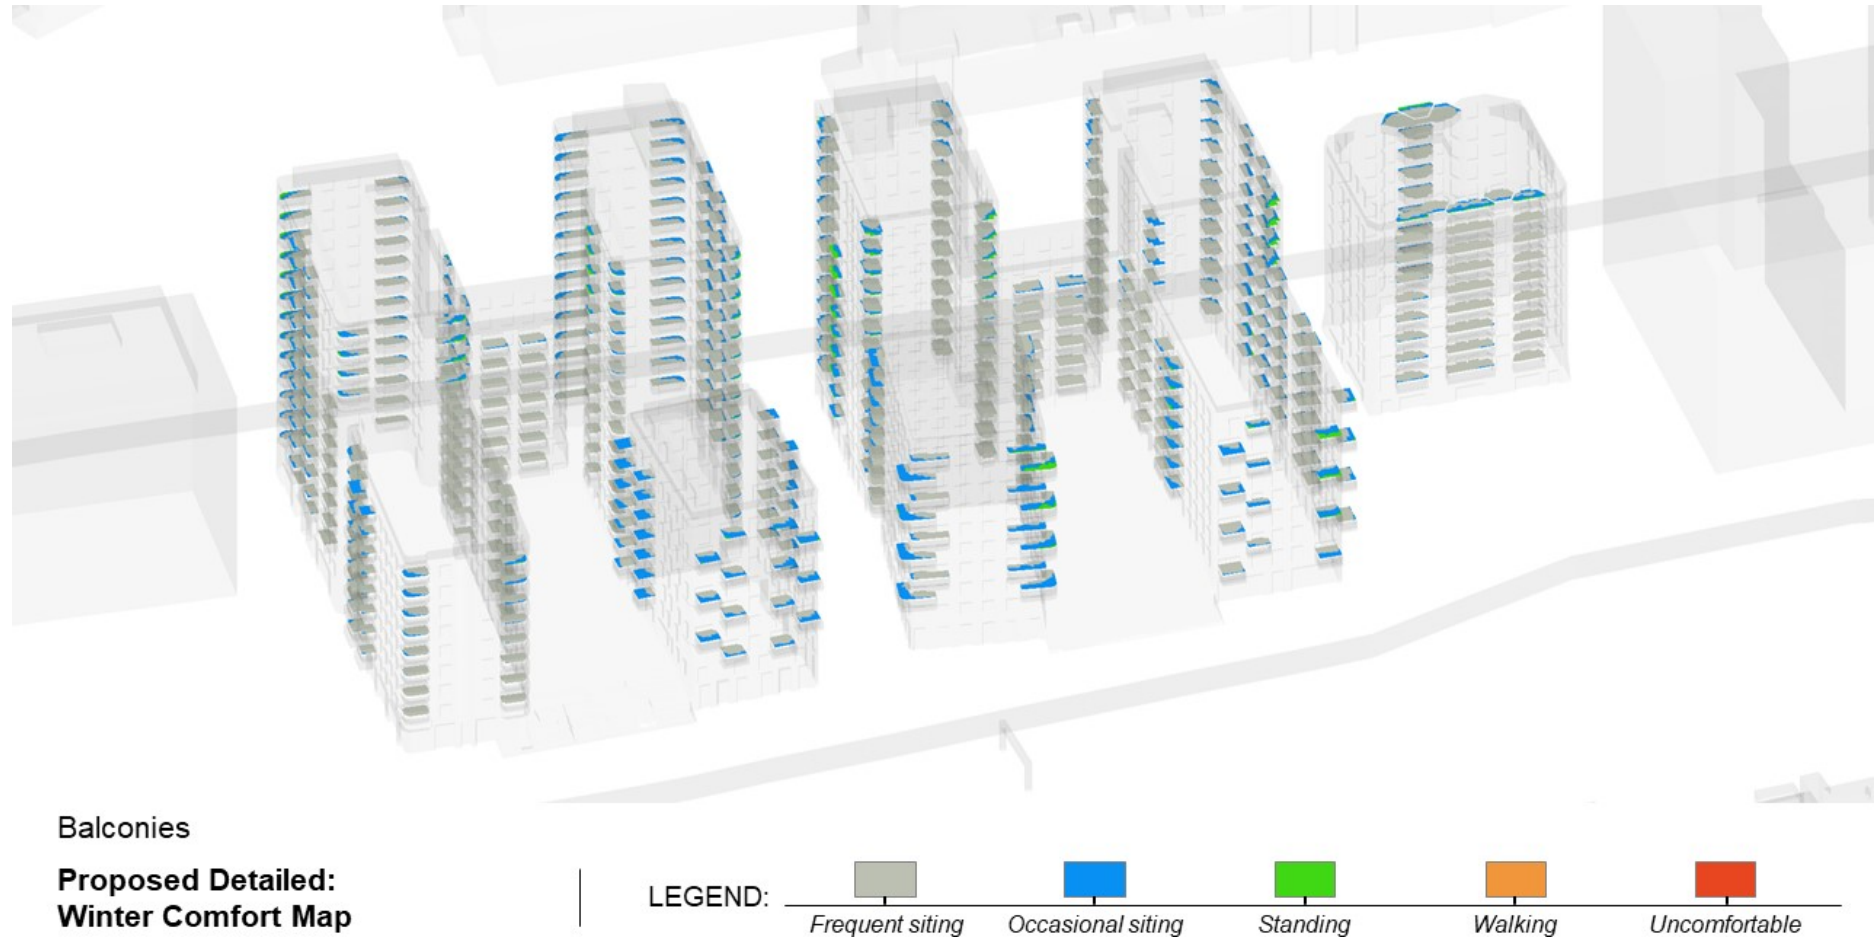 Balconies
Proposed Detailed:
Winter Comfort Map
LEGEND:
Frequent siting
Occasional siting
Standing
Walking
Uncomfortable